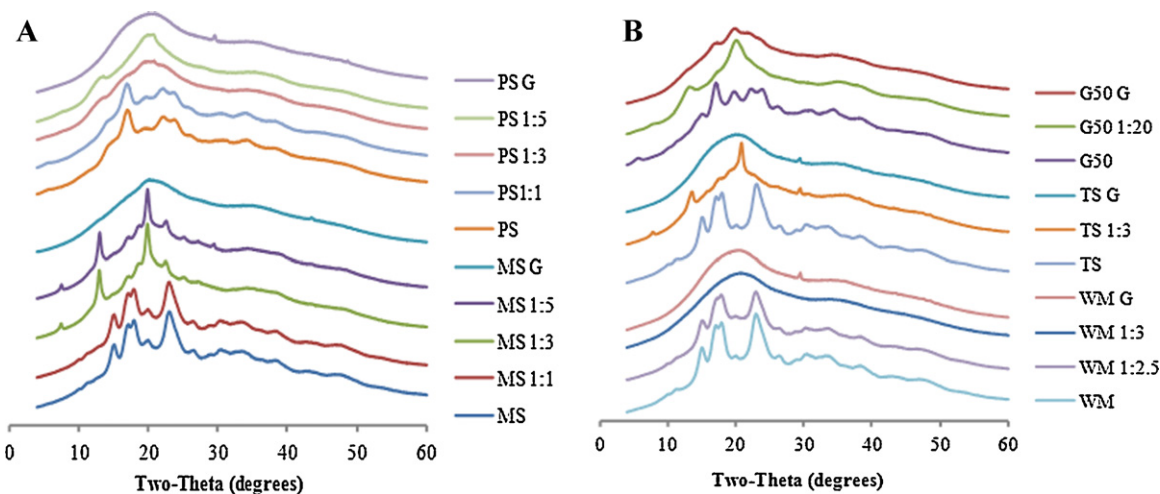 A
PS G
PS 1:5
PS 1:3
PS1:1
PS
MS G
MS 1:5
MS 1:3
MS 1:1
MS
0 10 20 30 40 50 60
Two-Theta (degrees)
B
G50 G
G50 1:20
G50
TS G
TS 1:3
TS
WM G
WM 1:3
WM 1:2.5
WM
0 10 20 30 40 50 60
Two-Theta (degrees)